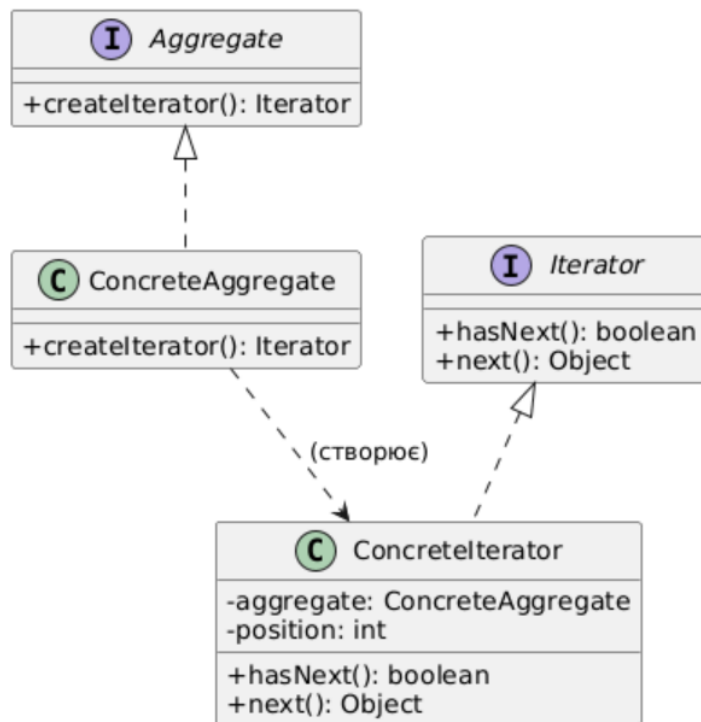 I Aggregate
+createIterator(): Iterator
C ConcreteAggregate
+createIterator(): Iterator
I Iterator
+hasNext(): boolean
+next(): Object
(створює)
C ConcreteIterator
-aggregate: ConcreteAggregate
-position: int
+hasNext(): boolean
+next(): Object